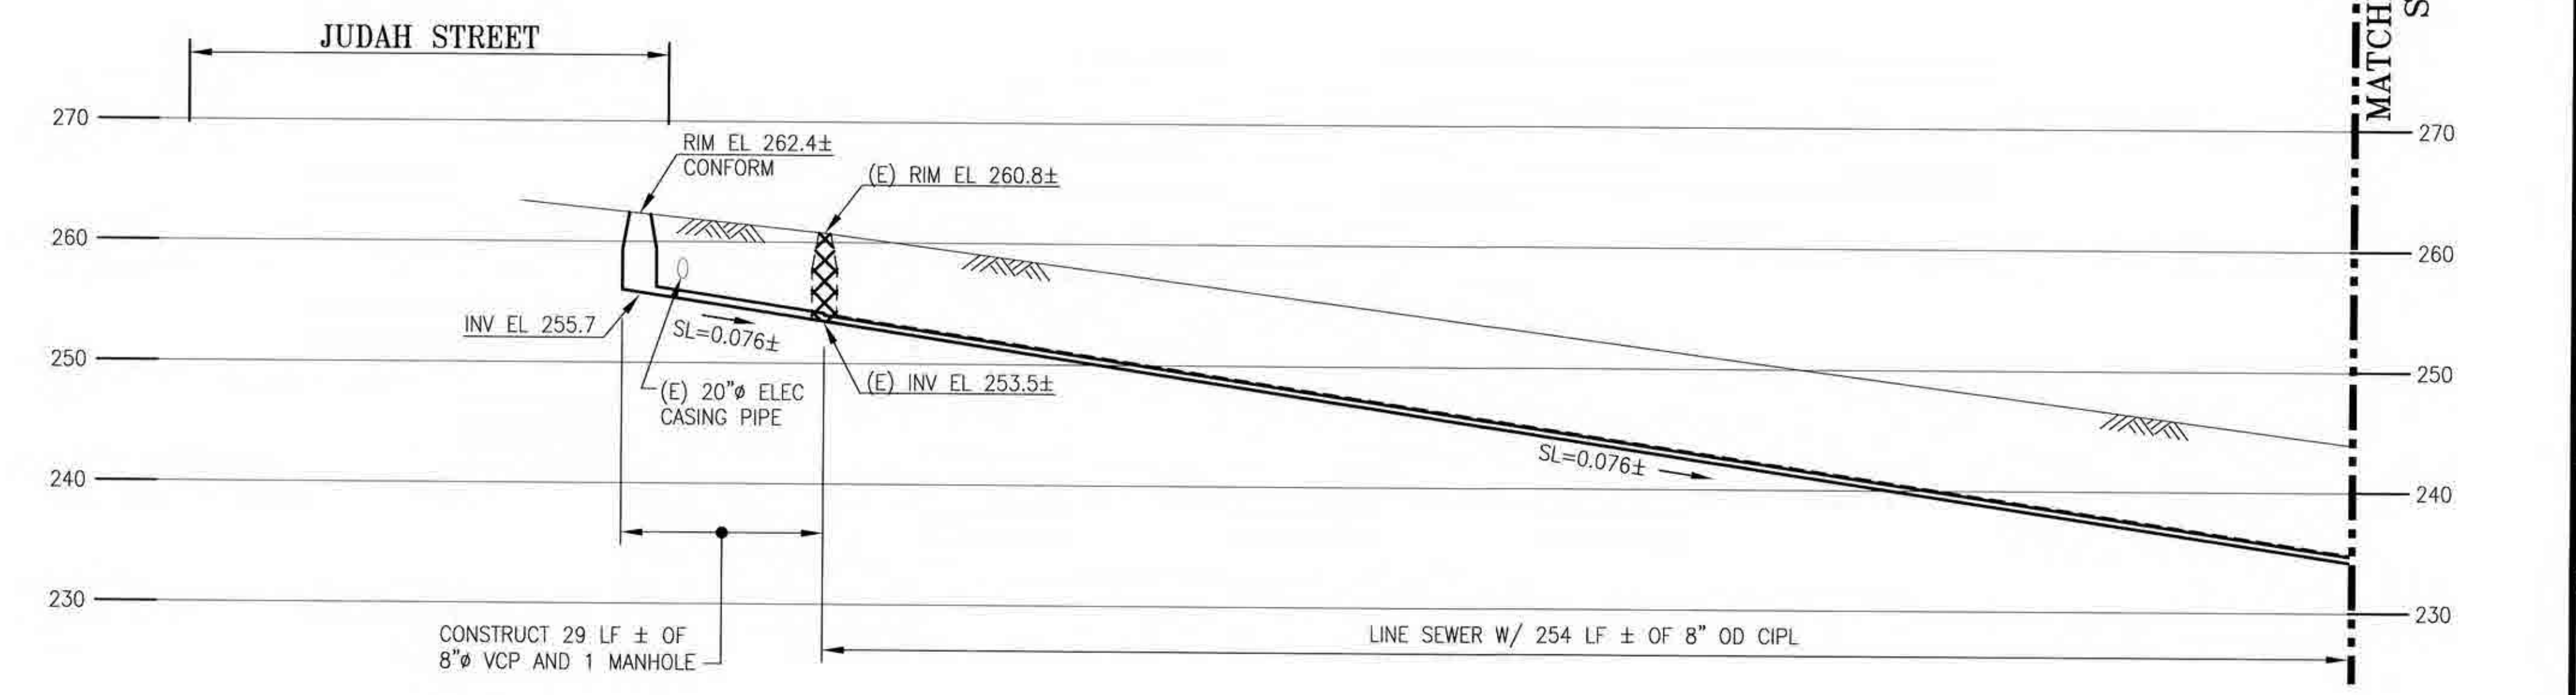 JUDAH STREET
MATCH
S
270
270
RIM EL 262.4±
CONFORM
(E) RIM EL 260.8±
260
260
INV EL 255.7
SL=0.076±
250
250
(E) 20"ø ELEC
CASING PIPE
(E) INV EL 253.5±
SL=0.076±
240
240
230
230
CONSTRUCT 29 LF ± OF
8"ø VCP AND 1 MANHOLE
LINE SEWER W/ 254 LF ± OF 8" OD CIPL